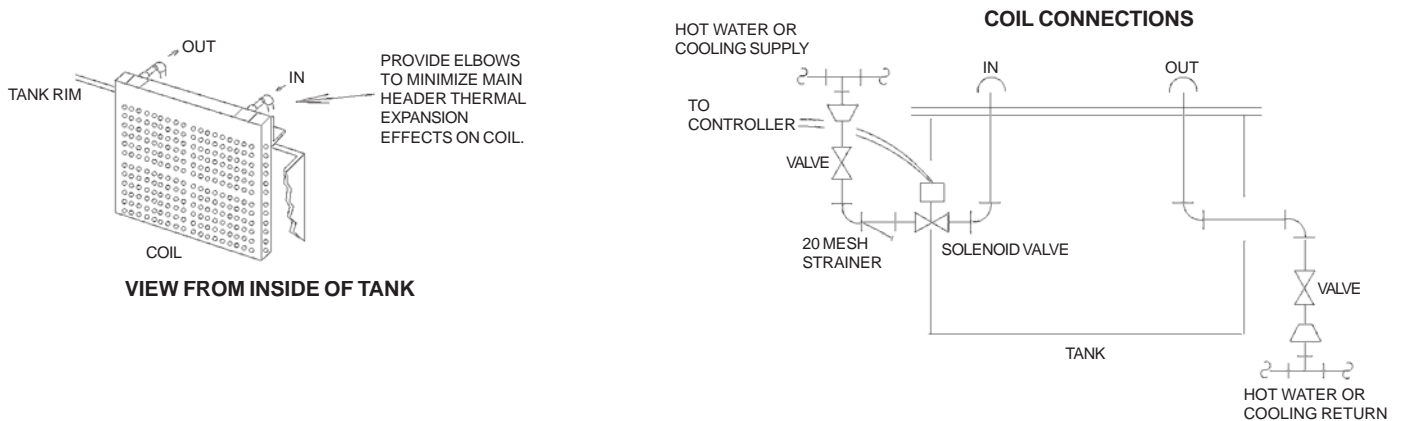 OUT
IN
TANK RIM
PROVIDE ELBOWS
TO MINIMIZE MAIN
HEADER THERMAL
EXPANSION
EFFECTS ON COIL.
COIL
VIEW FROM INSIDE OF TANK
COIL CONNECTIONS
HOT WATER OR
COOLING SUPPLY
IN
OUT
TO
CONTROLLER
VALVE
20 MESH
STRAINER
SOLENOID VALVE
VALVE
TANK
HOT WATER OR
COOLING RETURN